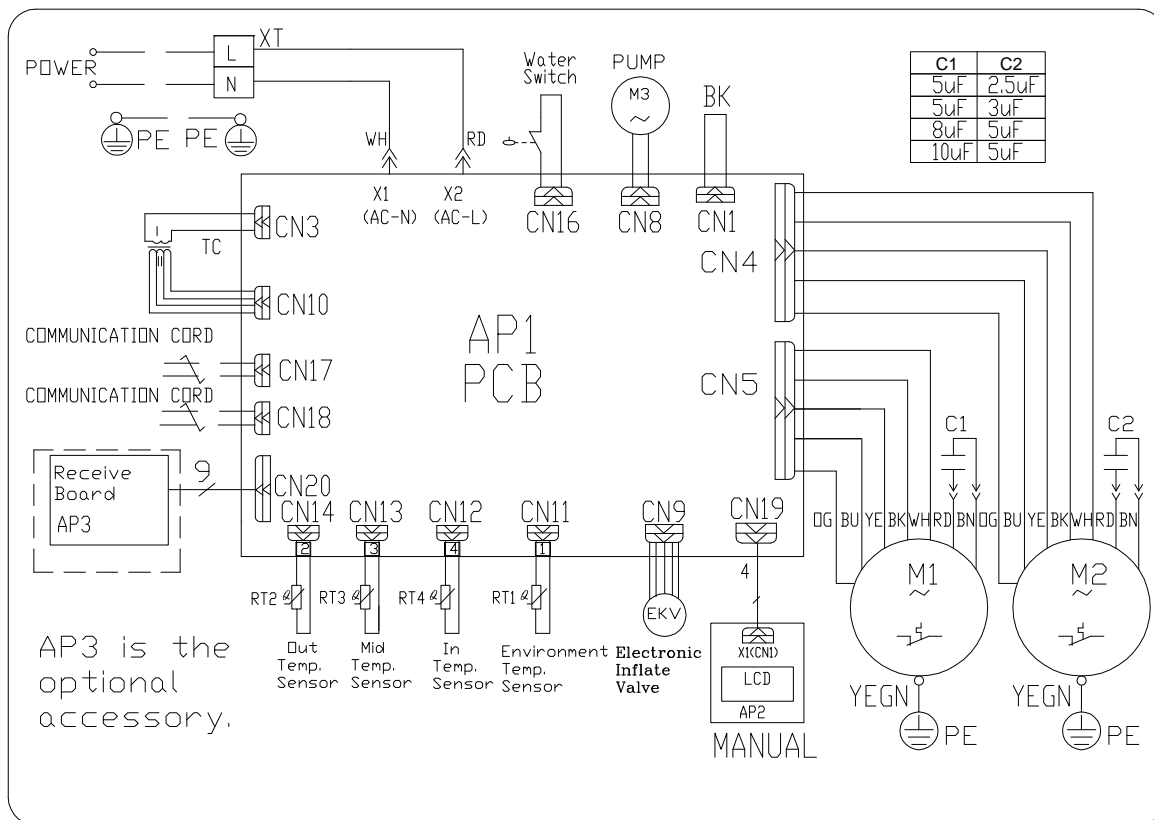 POWER
L
N
XT
PE PE
WH
RD
X1
(AC-N)
X2
(AC-L)
Water
Switch
CN16
PUMP
M3
~
CN8
BK
CN1
C1 C2
5uF 2.5uF
5uF 3uF
8uF 5uF
10uF 5uF
CN3
TC
I
II
CN10
COMMUNICATION CORD
CN17
COMMUNICATION CORD
CN18
AP1
PCB
CN4
CN5
Receive
Board
AP3
9
CN20
CN14
CN13
CN12
CN11
CN9
CN19
2
3
4
1
RT2
RT3
RT4
RT1
Out
Temp.
Sensor
Mid
Temp.
Sensor
In
Temp.
Sensor
Environment
Temp.
Sensor
EKV
Electronic
Inflate
Valve
4
X1(CN1)
LCD
AP2
MANUAL
C1
C2
OG BU YE BK WH RD BN
OG BU YE BK WH RD BN
M1
~
M2
~
YEGN
PE
YEGN
PE
AP3 is the
optional
accessory.